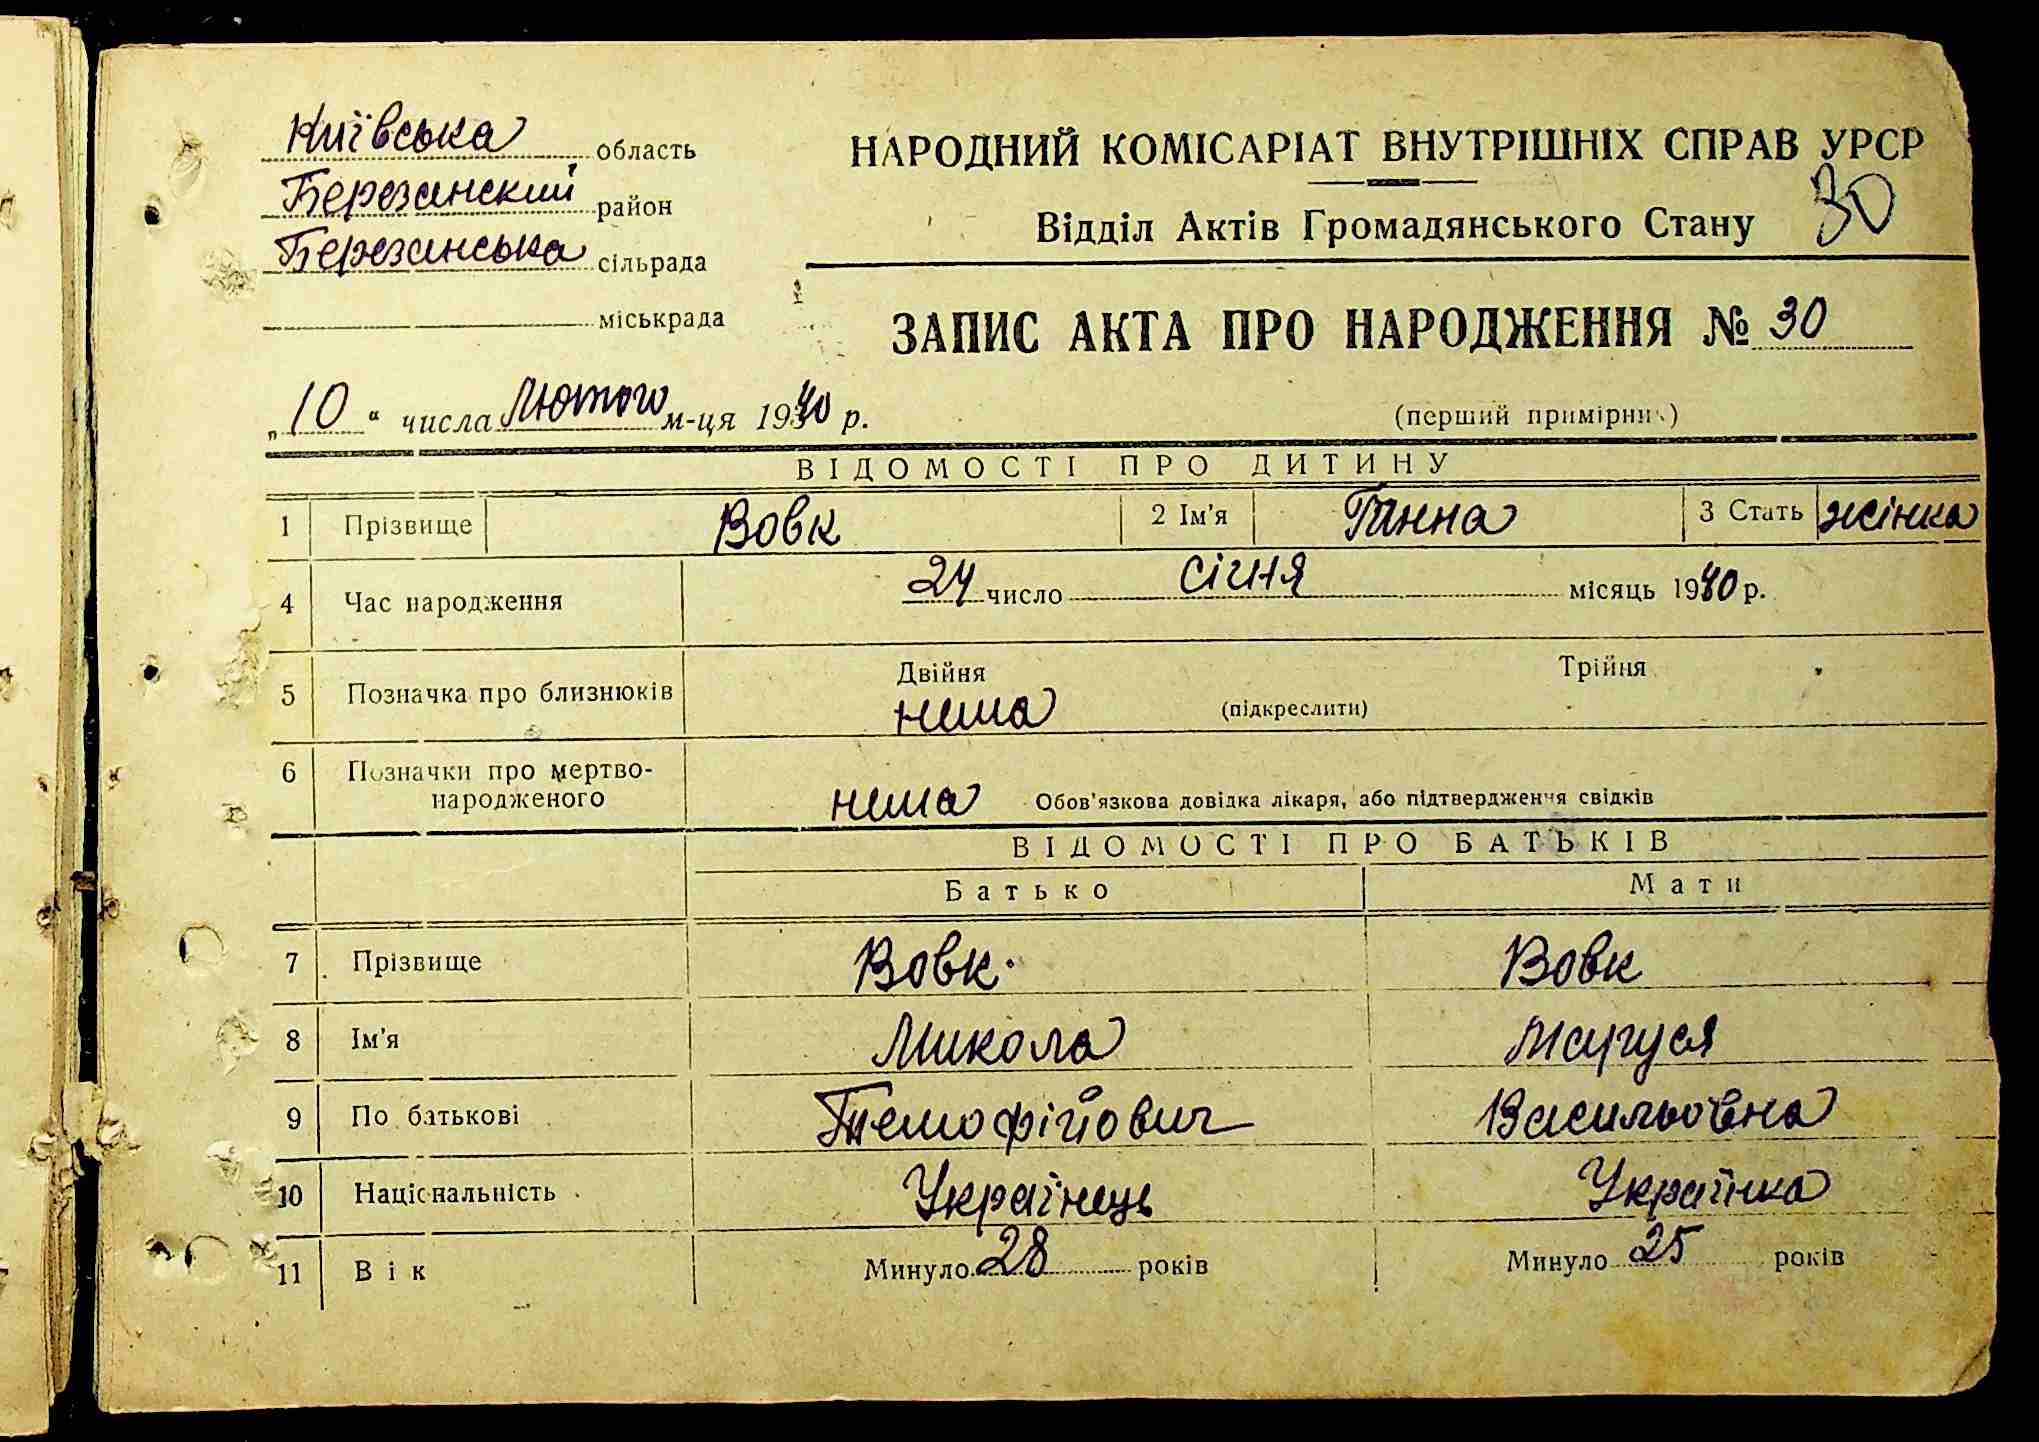 Київська область
Березанский район
Березанська сільрада
міськрада
НАРОДНИЙ КОМІСАРІАТ ВНУТРІШНІХ СПРАВ УРСР
Відділ Актів Громадянського Стану 30
ЗАПИС АКТА ПРО НАРОДЖЕННЯ № 30
„10“ числа Лютого м-ця 1940 р.
(перший примірник)
ВІДОМОСТІ ПРО ДИТИНУ
1 Прізвище Вовк 2 Ім'я Ганна 3 Стать жінка
4 Час народження 24 число січня місяць 1940 р.
5 Позначка про близнюків Двійня Трійня
нема (підкреслити)
6 Позначки про мертво-
народженого нема Обов'язкова довідка лікаря, або підтвердження свідків
ВІДОМОСТІ ПРО БАТЬКІВ
Батько Мати
7 Прізвище Вовк. Вовк
8 Ім'я Микола Маруся
9 По батькові Темофійович Васильовна
10 Національність Українець Українка
11 Вік Минуло 28 років Минуло 25 років